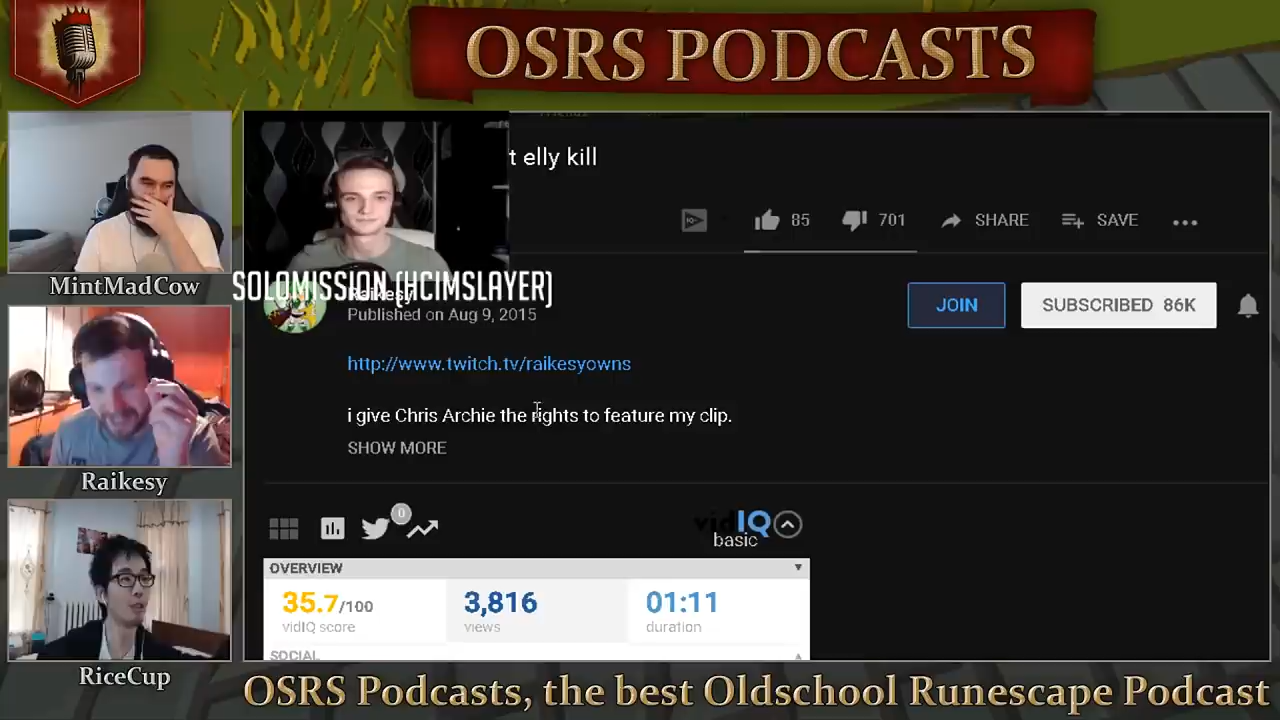 OSRS PODCASTS
t elly kill
85
701
SHARE
SAVE
MintMadCow
SOLOMISSION (HCIMSLAYER)
Published on Aug 9, 2015
JOIN
SUBSCRIBED 86K
http://www.twitch.tv/raikesyowns
i give Chris Archie the rights to feature my clip.
SHOW MORE
Raikesy
0
vidIQ
basic
OVERVIEW
35.7/100
3,816
01:11
vidIQ score
views
duration
SOCIAL
RiceCup
OSRS Podcasts, the best Oldschool Runescape Podcast